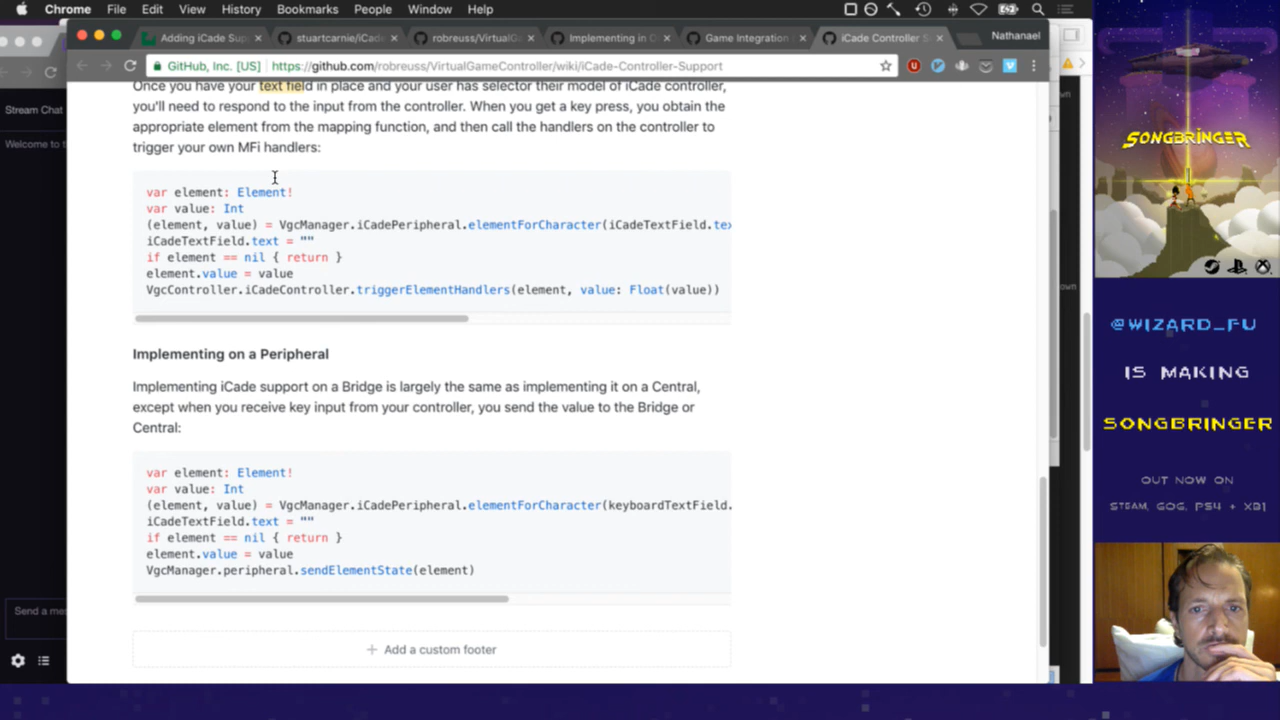 Chrome File Edit View History Bookmarks People Window Help
Adding iCade Sup
stuartcarnie/iCade
robreuss/VirtualG
Implementing in O
Game Integration
iCade Controller S
Nathanael
GitHub, Inc. [US] https://github.com/robreuss/VirtualGameController/wiki/iCade-Controller-Support
Stream Chat
Welcome to t
Once you have your text field in place and your user has selector their model of iCade controller,
you'll need to respond to the input from the controller. When you get a key press, you obtain the
appropriate element from the mapping function, and then call the handlers on the controller to
trigger your own MFi handlers:
var element: Element!
var value: Int
(element, value) = VgcManager.iCadePeripheral.elementForCharacter(iCadeTextField.tex
iCadeTextField.text = ""
if element == nil { return }
element.value = value
VgcController.iCadeController.triggerElementHandlers(element, value: Float(value))
Implementing on a Peripheral
Implementing iCade support on a Bridge is largely the same as implementing it on a Central,
except when you receive key input from your controller, you send the value to the Bridge or
Central:
var element: Element!
var value: Int
(element, value) = VgcManager.iCadePeripheral.elementForCharacter(keyboardTextField.
iCadeTextField.text = ""
if element == nil { return }
element.value = value
VgcManager.peripheral.sendElementState(element)
Add a custom footer
Send a mes
own
own
SONGBRINGER
@WIZARD_FU
IS MAKING
SONGBRINGER
OUT NOW ON
STEAM, GOG, PS4 + XB1